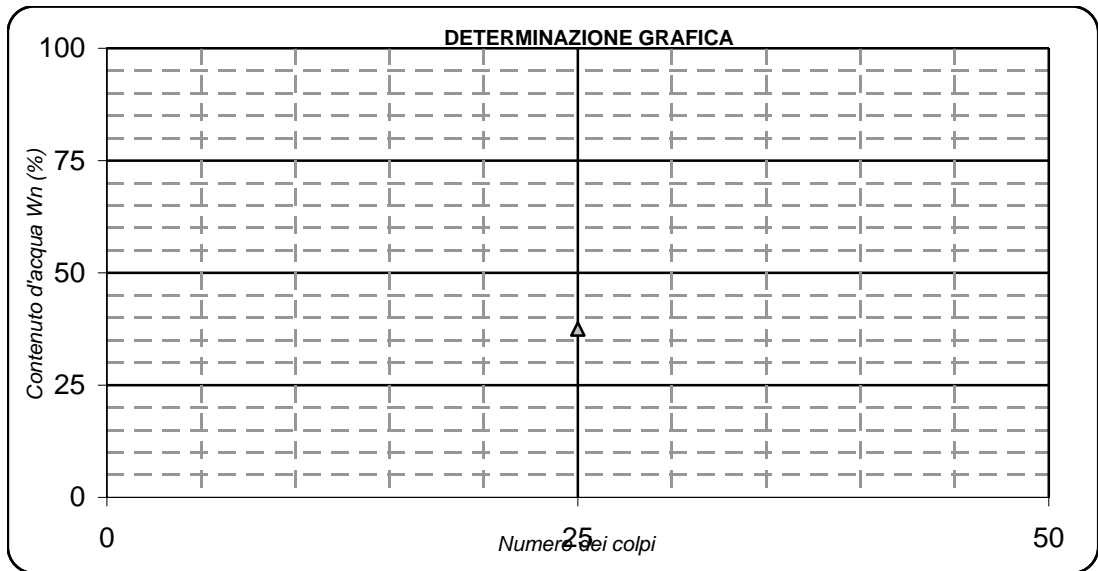 DETERMINAZIONE GRAFICA
100
75
50
25
0
Contenuto d'acqua Wn (%)
0
25
50
Numero dei colpi